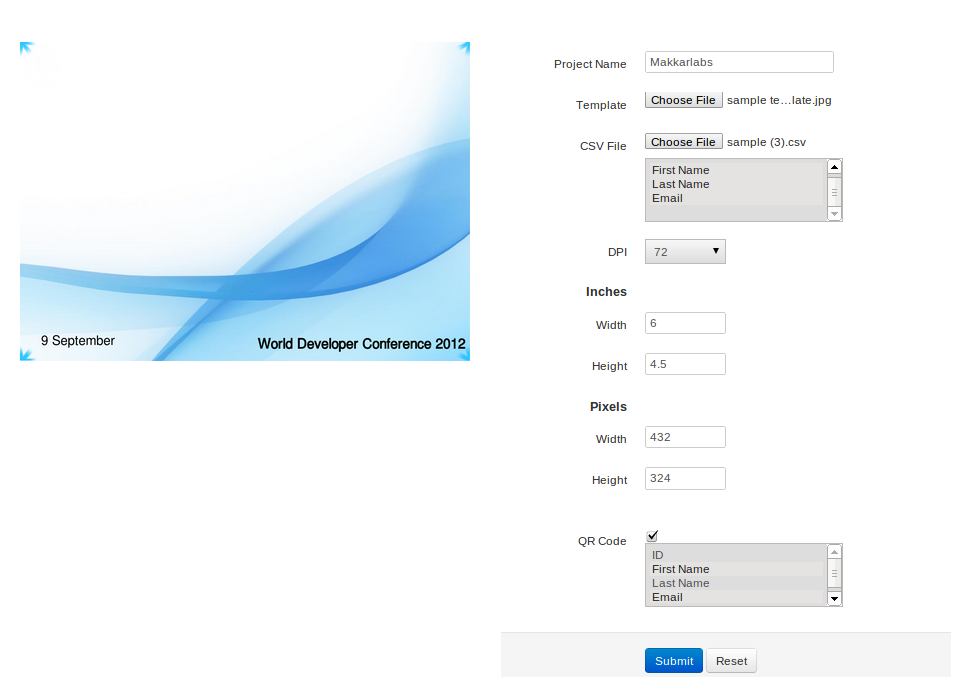 9 September
World Developer Conference 2012
Project Name Makkarlabs
Template Choose File sample te...late.jpg
CSV File Choose File sample (3).csv
First Name
Last Name
Email
DPI 72
Inches
Width 6
Height 4.5
Pixels
Width 432
Height 324
QR Code
ID
First Name
Last Name
Email
Submit Reset